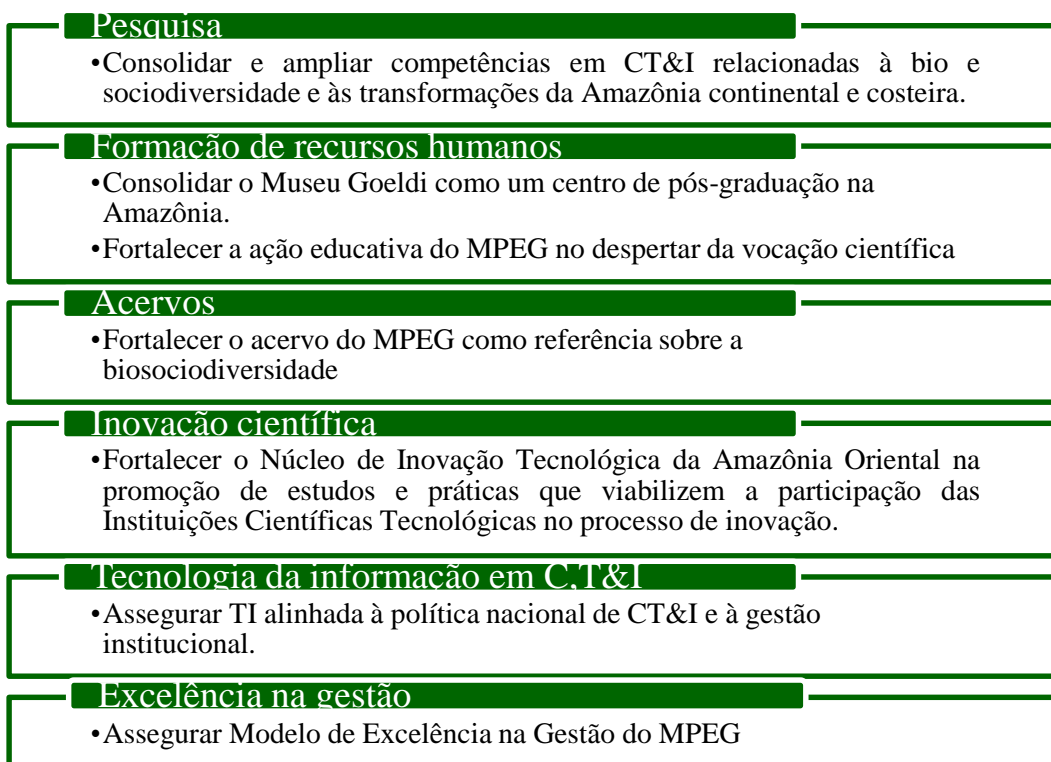 Pesquisa
•Consolidar e ampliar competências em CT&I relacionadas à bio e
sociodiversidade e às transformações da Amazônia continental e costeira.
Formação de recursos humanos
•Consolidar o Museu Goeldi como um centro de pós-graduação na
Amazônia.
•Fortalecer a ação educativa do MPEG no despertar da vocação científica
Acervos
•Fortalecer o acervo do MPEG como referência sobre a
biosociodiversidade
Inovação científica
•Fortalecer o Núcleo de Inovação Tecnológica da Amazônia Oriental na
promoção de estudos e práticas que viabilizem a participação das
Instituições Científicas Tecnológicas no processo de inovação.
Tecnologia da informação em C,T&I
•Assegurar TI alinhada à política nacional de CT&I e à gestão
institucional.
Excelência na gestão
•Assegurar Modelo de Excelência na Gestão do MPEG